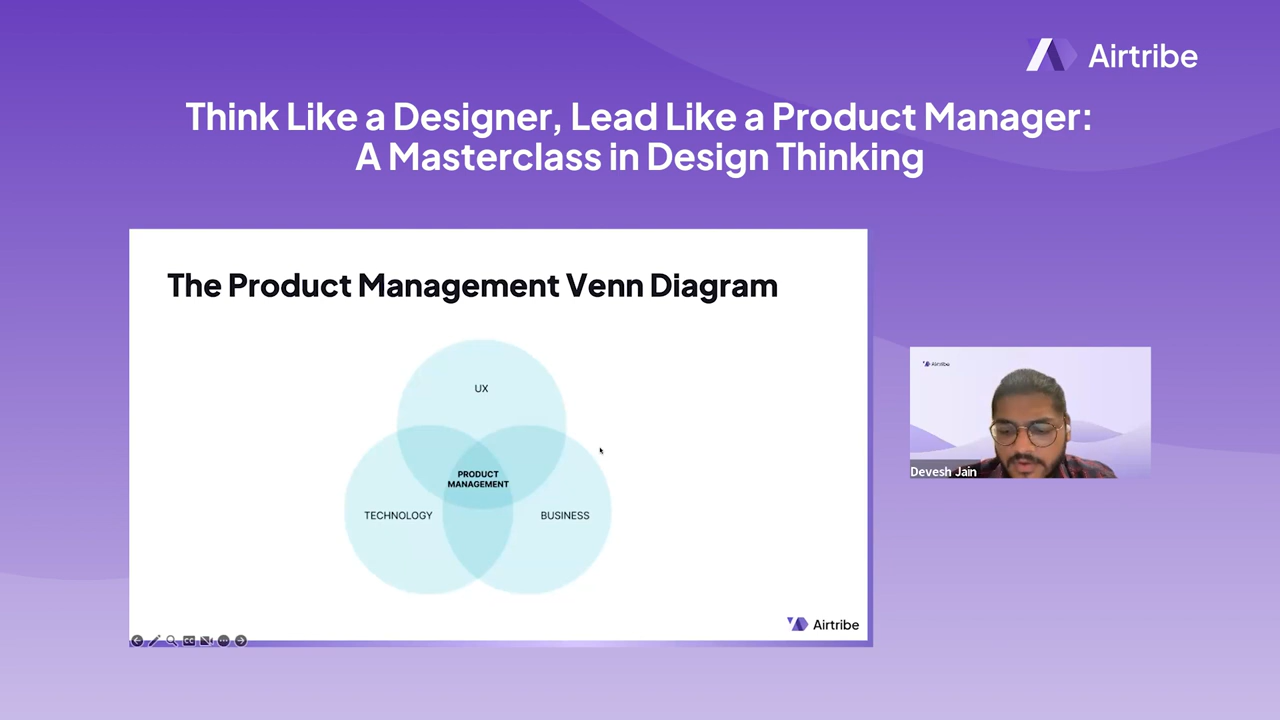 Airtribe
Think Like a Designer, Lead Like a Product Manager:
A Masterclass in Design Thinking
The Product Management Venn Diagram
UX
PRODUCT
MANAGEMENT
TECHNOLOGY
BUSINESS
Airtribe
Airtribe
Devesh Jain